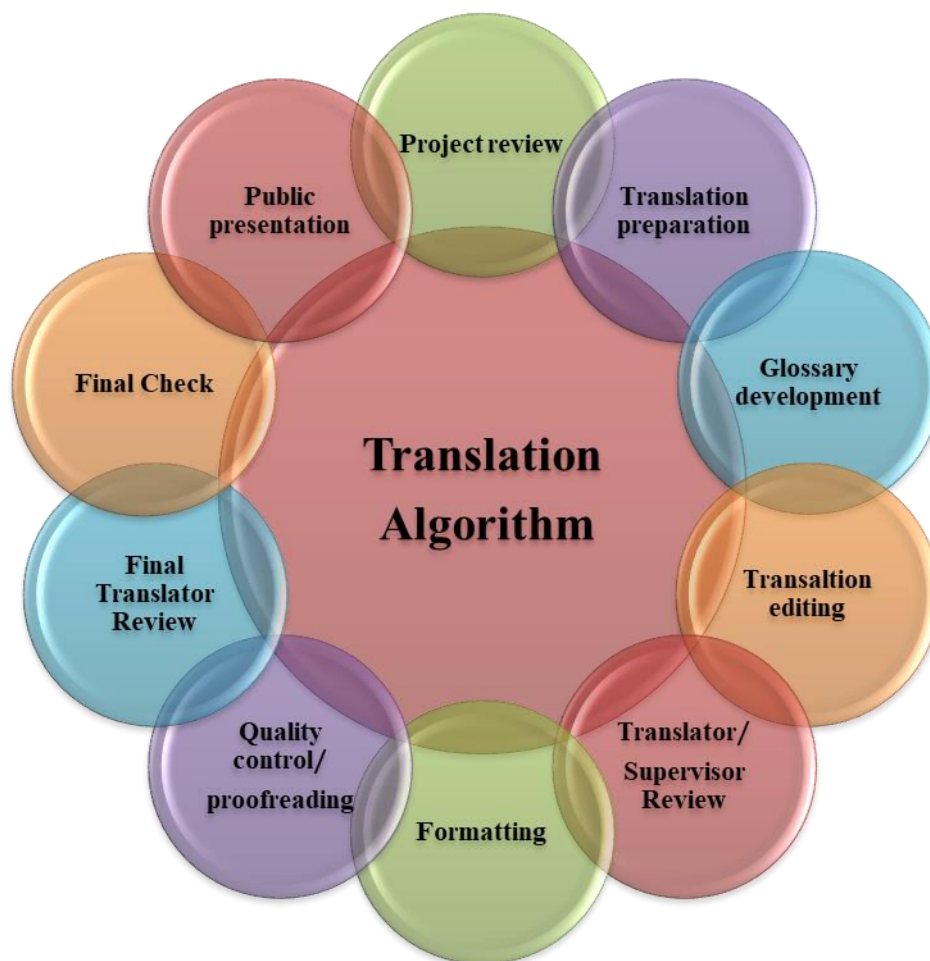 Project review
Translation
preparation
Glossary
development
Transaltion
editing
Translator/
Supervisor
Review
Formatting
Quality
control/
proofreading
Final
Translator
Review
Final Check
Public
presentation
Translation
Algorithm